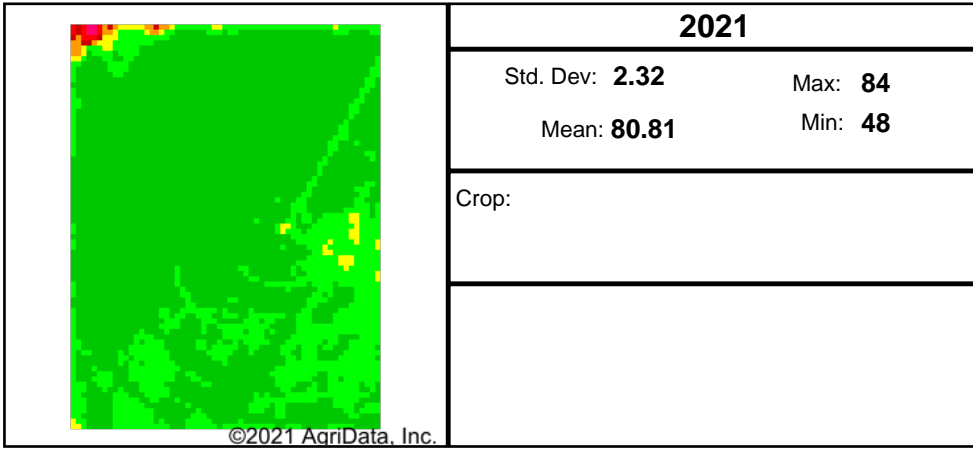 2021
Std. Dev: 2.32
Max: 84
Mean: 80.81
Min: 48
Crop:
©2021 AgriData, Inc.